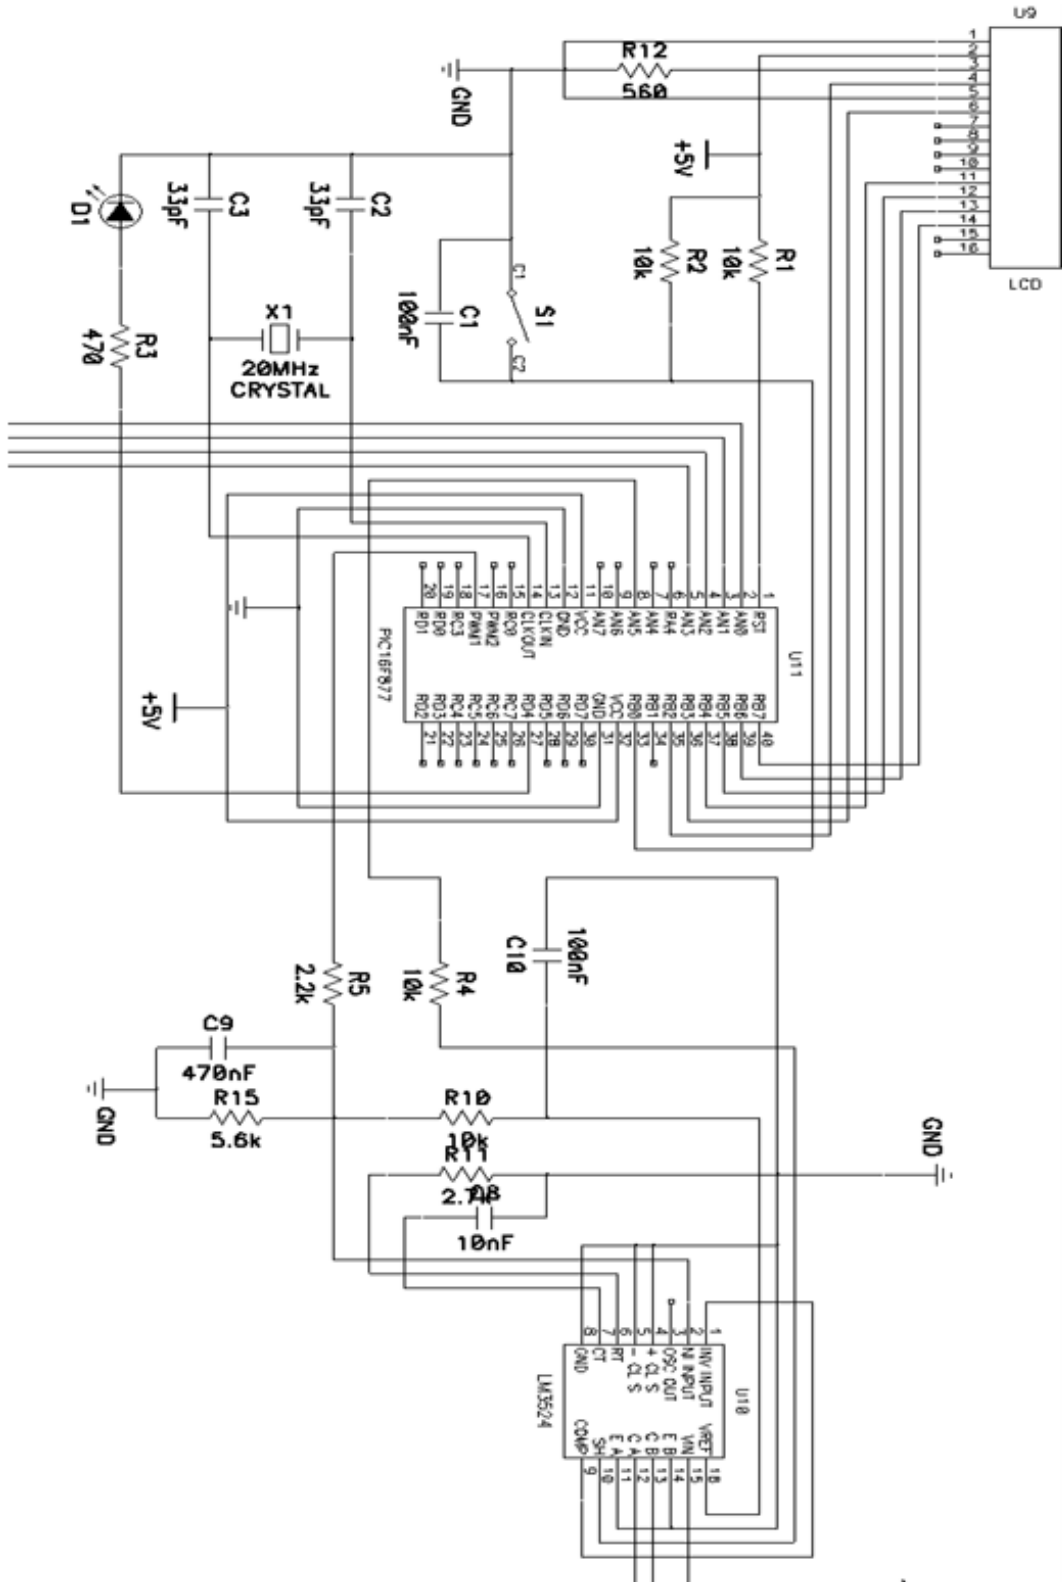 U9
1
2
3
4
5
6
7
8
9
10
11
12
13
14
15
16
LCD
R12
560
GND
+5V
D1
33pF
C3
33pF
C2
100nF
C1
C1
S1
C2
10k
R2
10k
R1
R3
470
X1
20MHz
CRYSTAL
20
19
18
17
16
15
14
13
12
11
10
9
8
7
6
5
4
3
2
1
RD1
RD0
RC3
PWM1
PWM2
RC0
CLKOUT
CLKIN
GND
VCC
AN7
AN6
AN5
AN4
RA4
AN3
AN2
AN1
AN0
RST
PIC16F877
U11
RD2
RD3
RC4
RC5
RC6
RC7
RD4
RD5
RD6
RD7
GND
VCC
RB0
RB1
RB2
RB3
RB4
RB5
RB6
RB7
21
22
23
24
25
26
27
28
29
30
31
32
33
34
35
36
37
38
39
40
+5V
R5
2.2k
R4
10k
C10
100nF
C9
470nF
R15
5.6k
GND
R10
10k
R11
10nF
GND
8
7
6
5
4
3
2
1
GND
CT
RT
- CL S
+ CL S
OSC OUT
NI INPUT
INV INPUT
LM3524
U10
COMP
SH
E A
C A
C B
E B
VIN
VREF
9
10
11
12
13
14
15
16